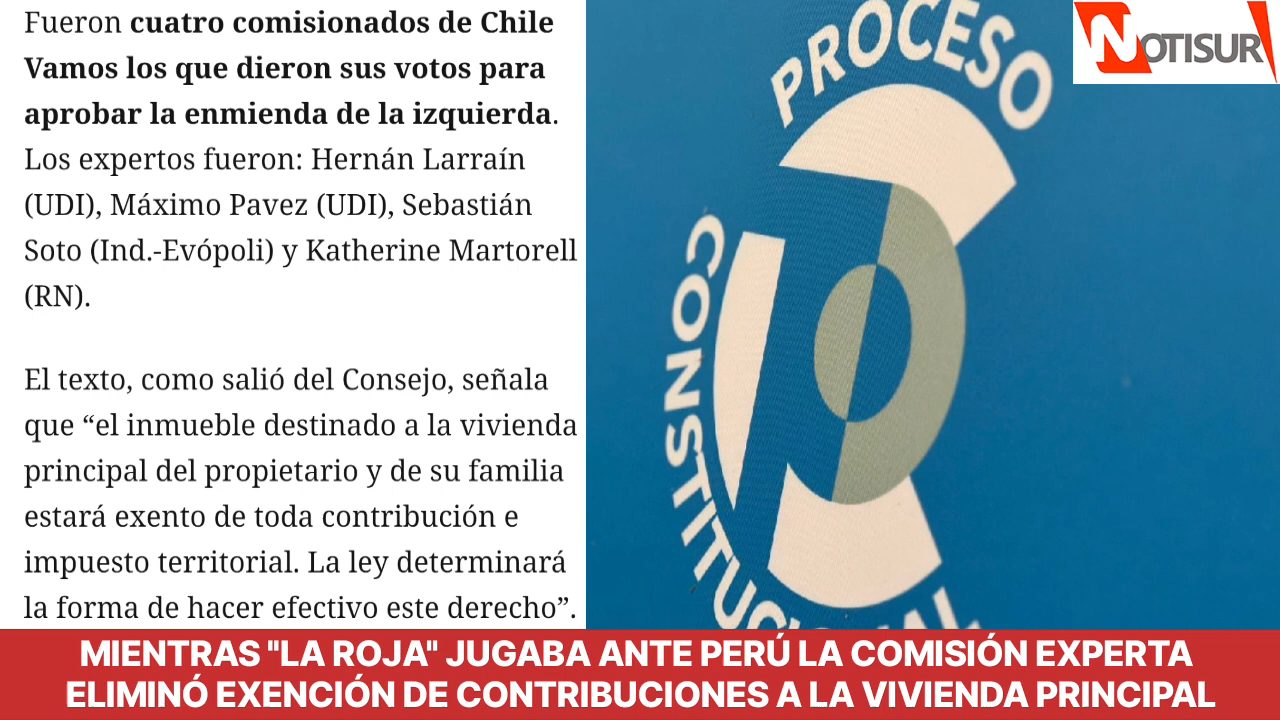 Fueron cuatro comisionados de Chile
Vamos los que dieron sus votos para
aprobar la enmienda de la izquierda.
Los expertos fueron: Hernán Larraín
(UDI), Máximo Pavez (UDI), Sebastián
Soto (Ind.-Evópoli) y Katherine Martorell
(RN).
El texto, como salió del Consejo, señala
que “el inmueble destinado a la vivienda
principal del propietario y de su familia
estará exento de toda contribución e
impuesto territorial. La ley determinará
la forma de hacer efectivo este derecho”.
PROCESO
CONSTITUCIONAL
NOTISUR
MIENTRAS "LA ROJA" JUGABA ANTE PERÚ LA COMISIÓN EXPERTA
ELIMINÓ EXENCIÓN DE CONTRIBUCIONES A LA VIVIENDA PRINCIPAL